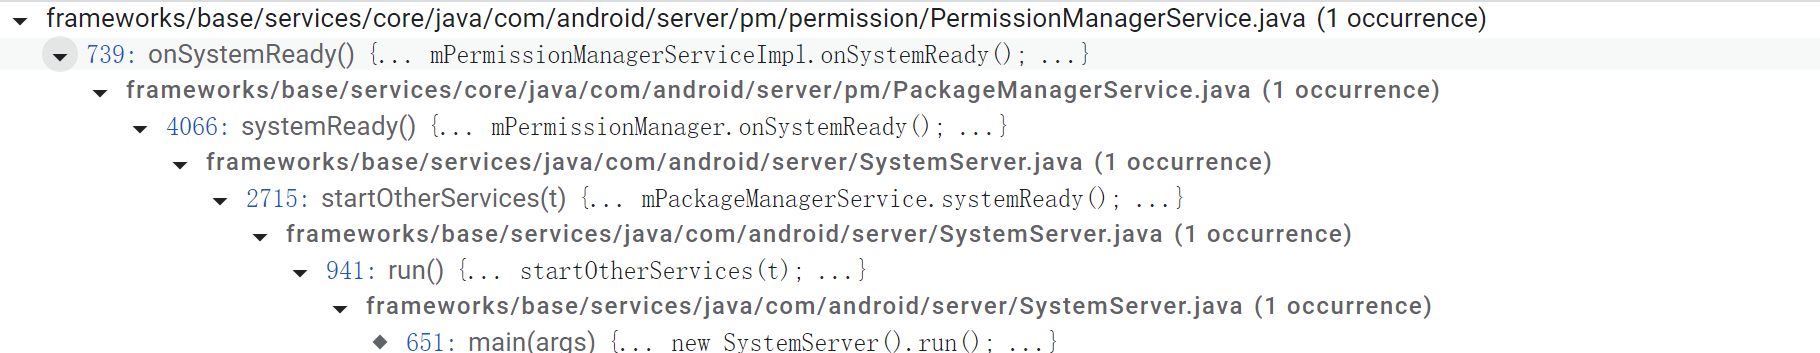 frameworks/base/services/core/java/com/android/server/pm/permission/PermissionManagerService.java (1 occurrence)
739: onSystemReady() {... mPermissionManagerServiceImpl.onSystemReady(); ...}
frameworks/base/services/core/java/com/android/server/pm/PackageManagerService.java (1 occurrence)
4066: systemReady() {... mPermissionManager.onSystemReady(); ...}
frameworks/base/services/java/com/android/server/SystemServer.java (1 occurrence)
2715: startOtherServices(t) {... mPackageManagerService.systemReady(); ...}
frameworks/base/services/java/com/android/server/SystemServer.java (1 occurrence)
941: run() {... startOtherServices(t); ...}
frameworks/base/services/java/com/android/server/SystemServer.java (1 occurrence)
651: main(args) {... new SystemServer().run(); ...}